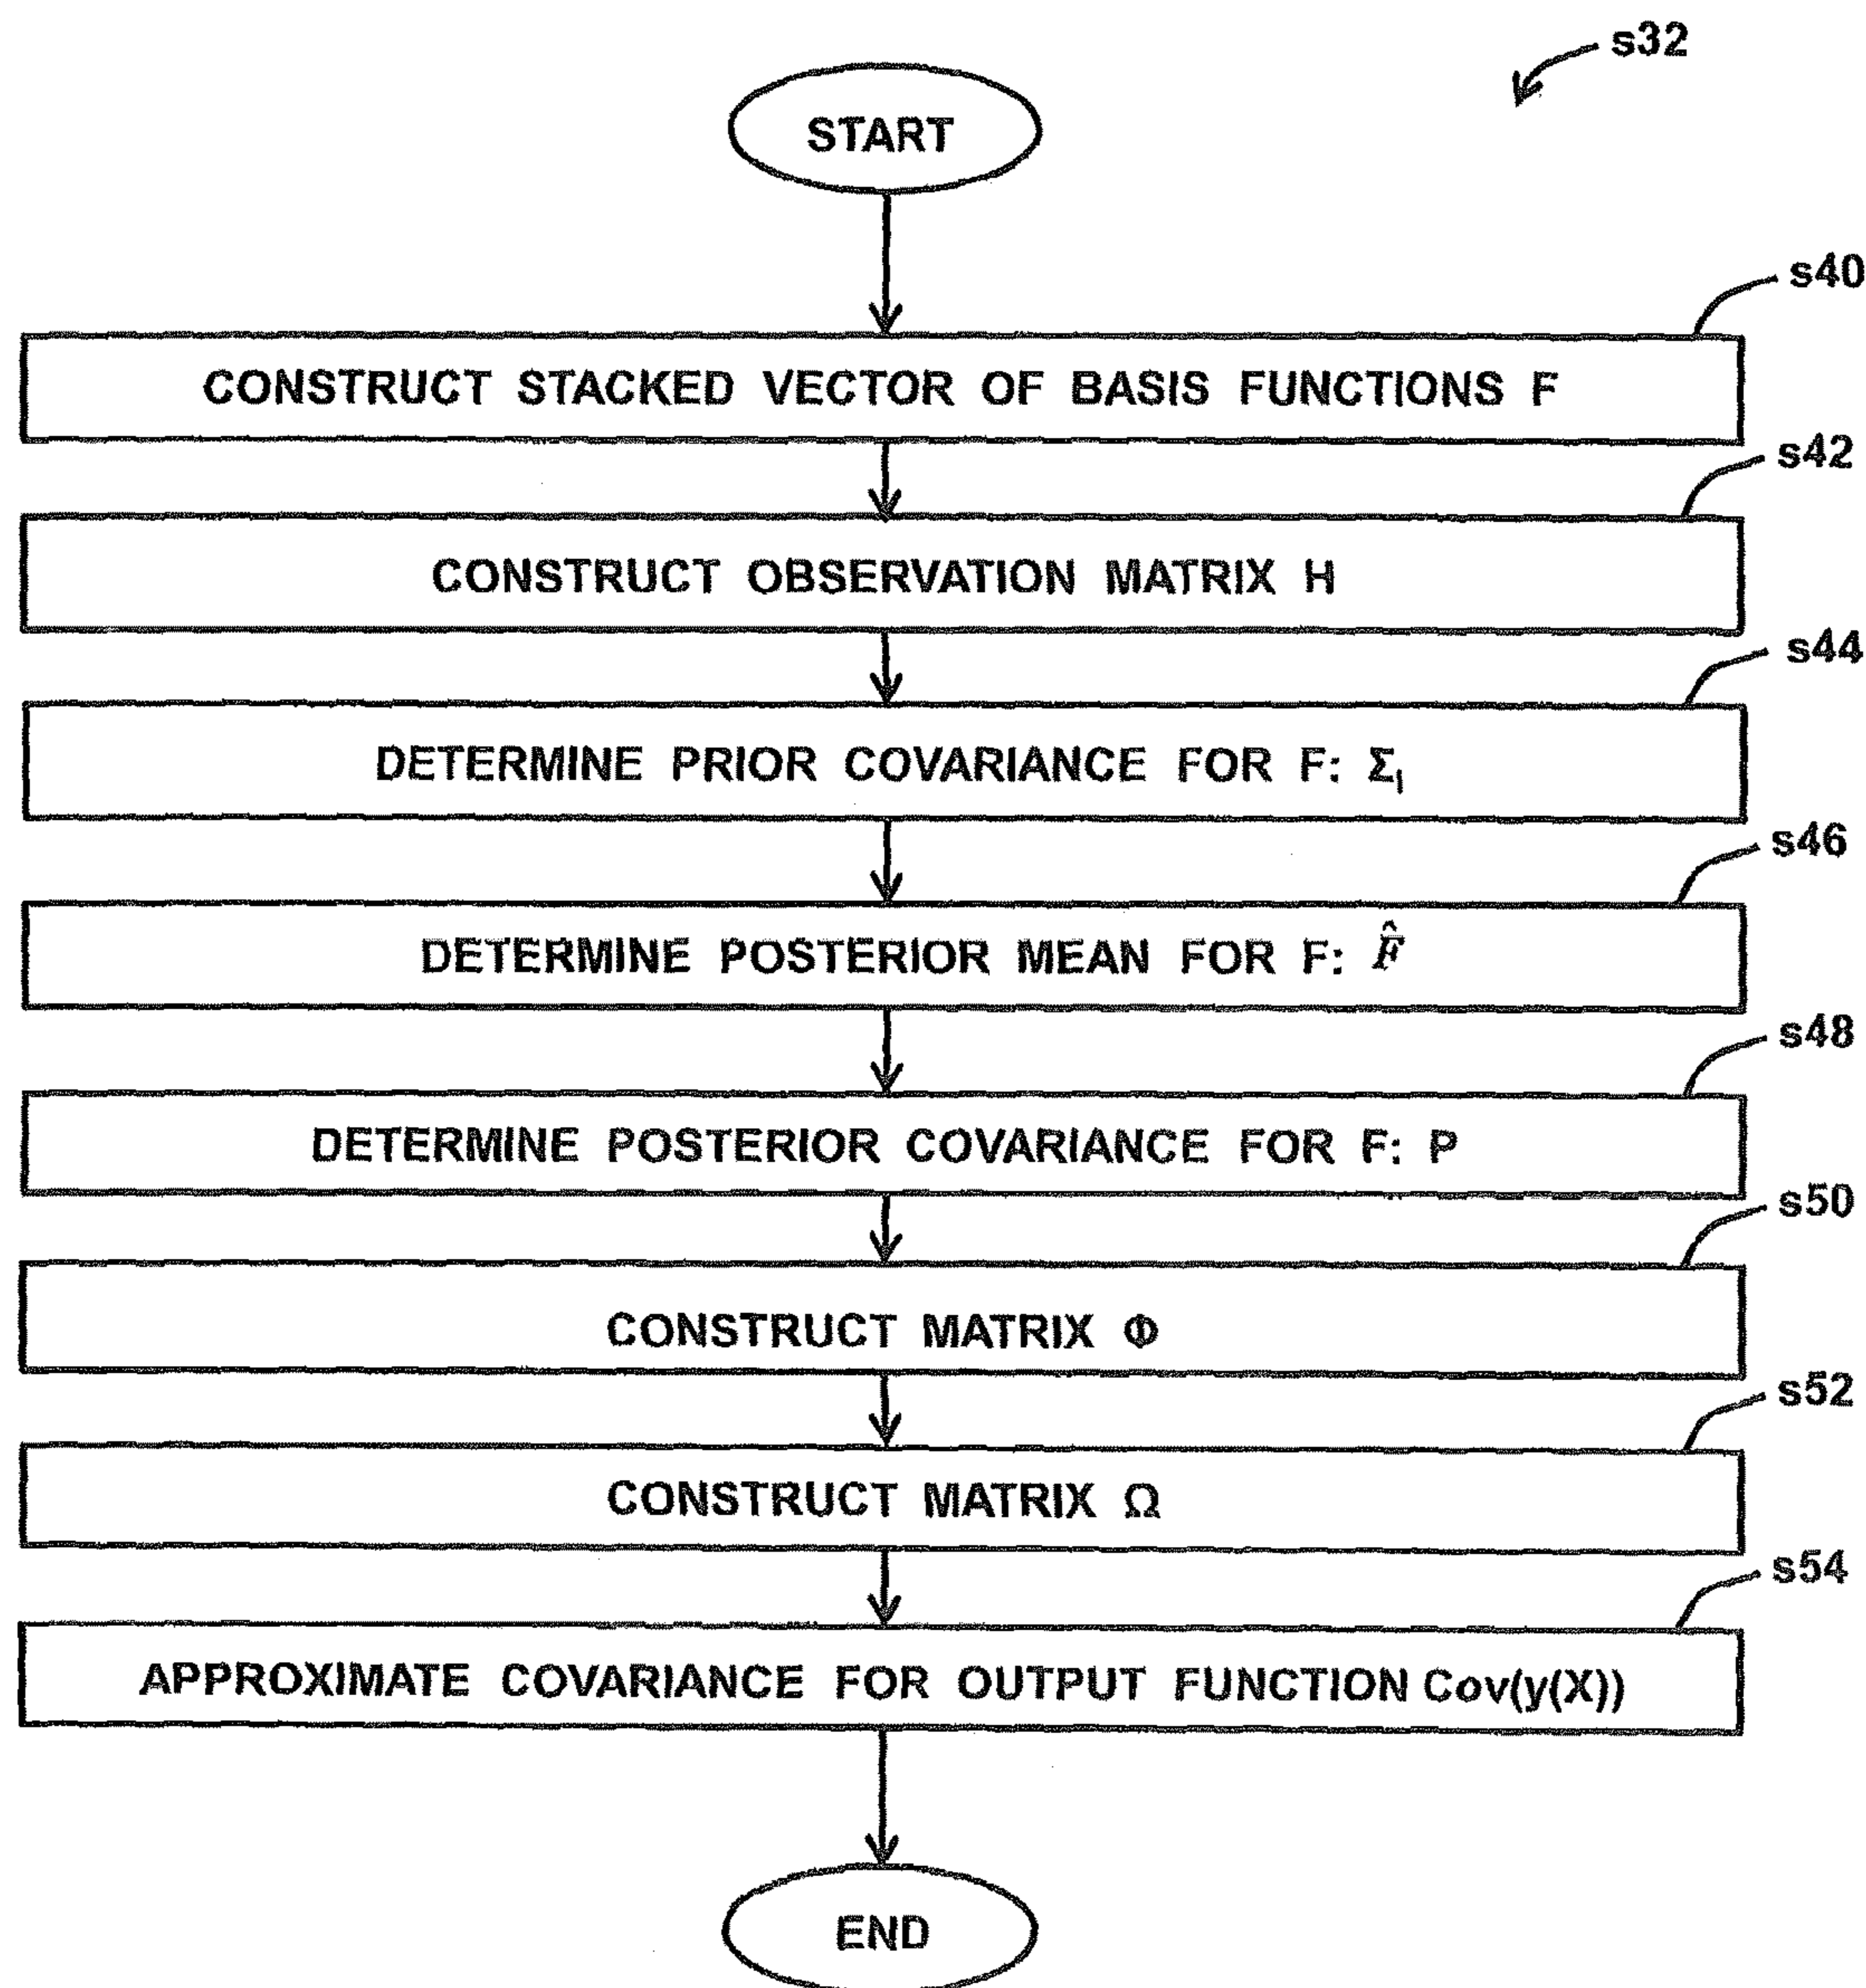 s32
START
s40
CONSTRUCT STACKED VECTOR OF BASIS FUNCTIONS F
s42
CONSTRUCT OBSERVATION MATRIX H
s44
DETERMINE PRIOR COVARIANCE FOR F: Σ_I
s46
DETERMINE POSTERIOR MEAN FOR F: F̂
s48
DETERMINE POSTERIOR COVARIANCE FOR F: P
s50
CONSTRUCT MATRIX Φ
s52
CONSTRUCT MATRIX Ω
s54
APPROXIMATE COVARIANCE FOR OUTPUT FUNCTION Cov(y(X))
END